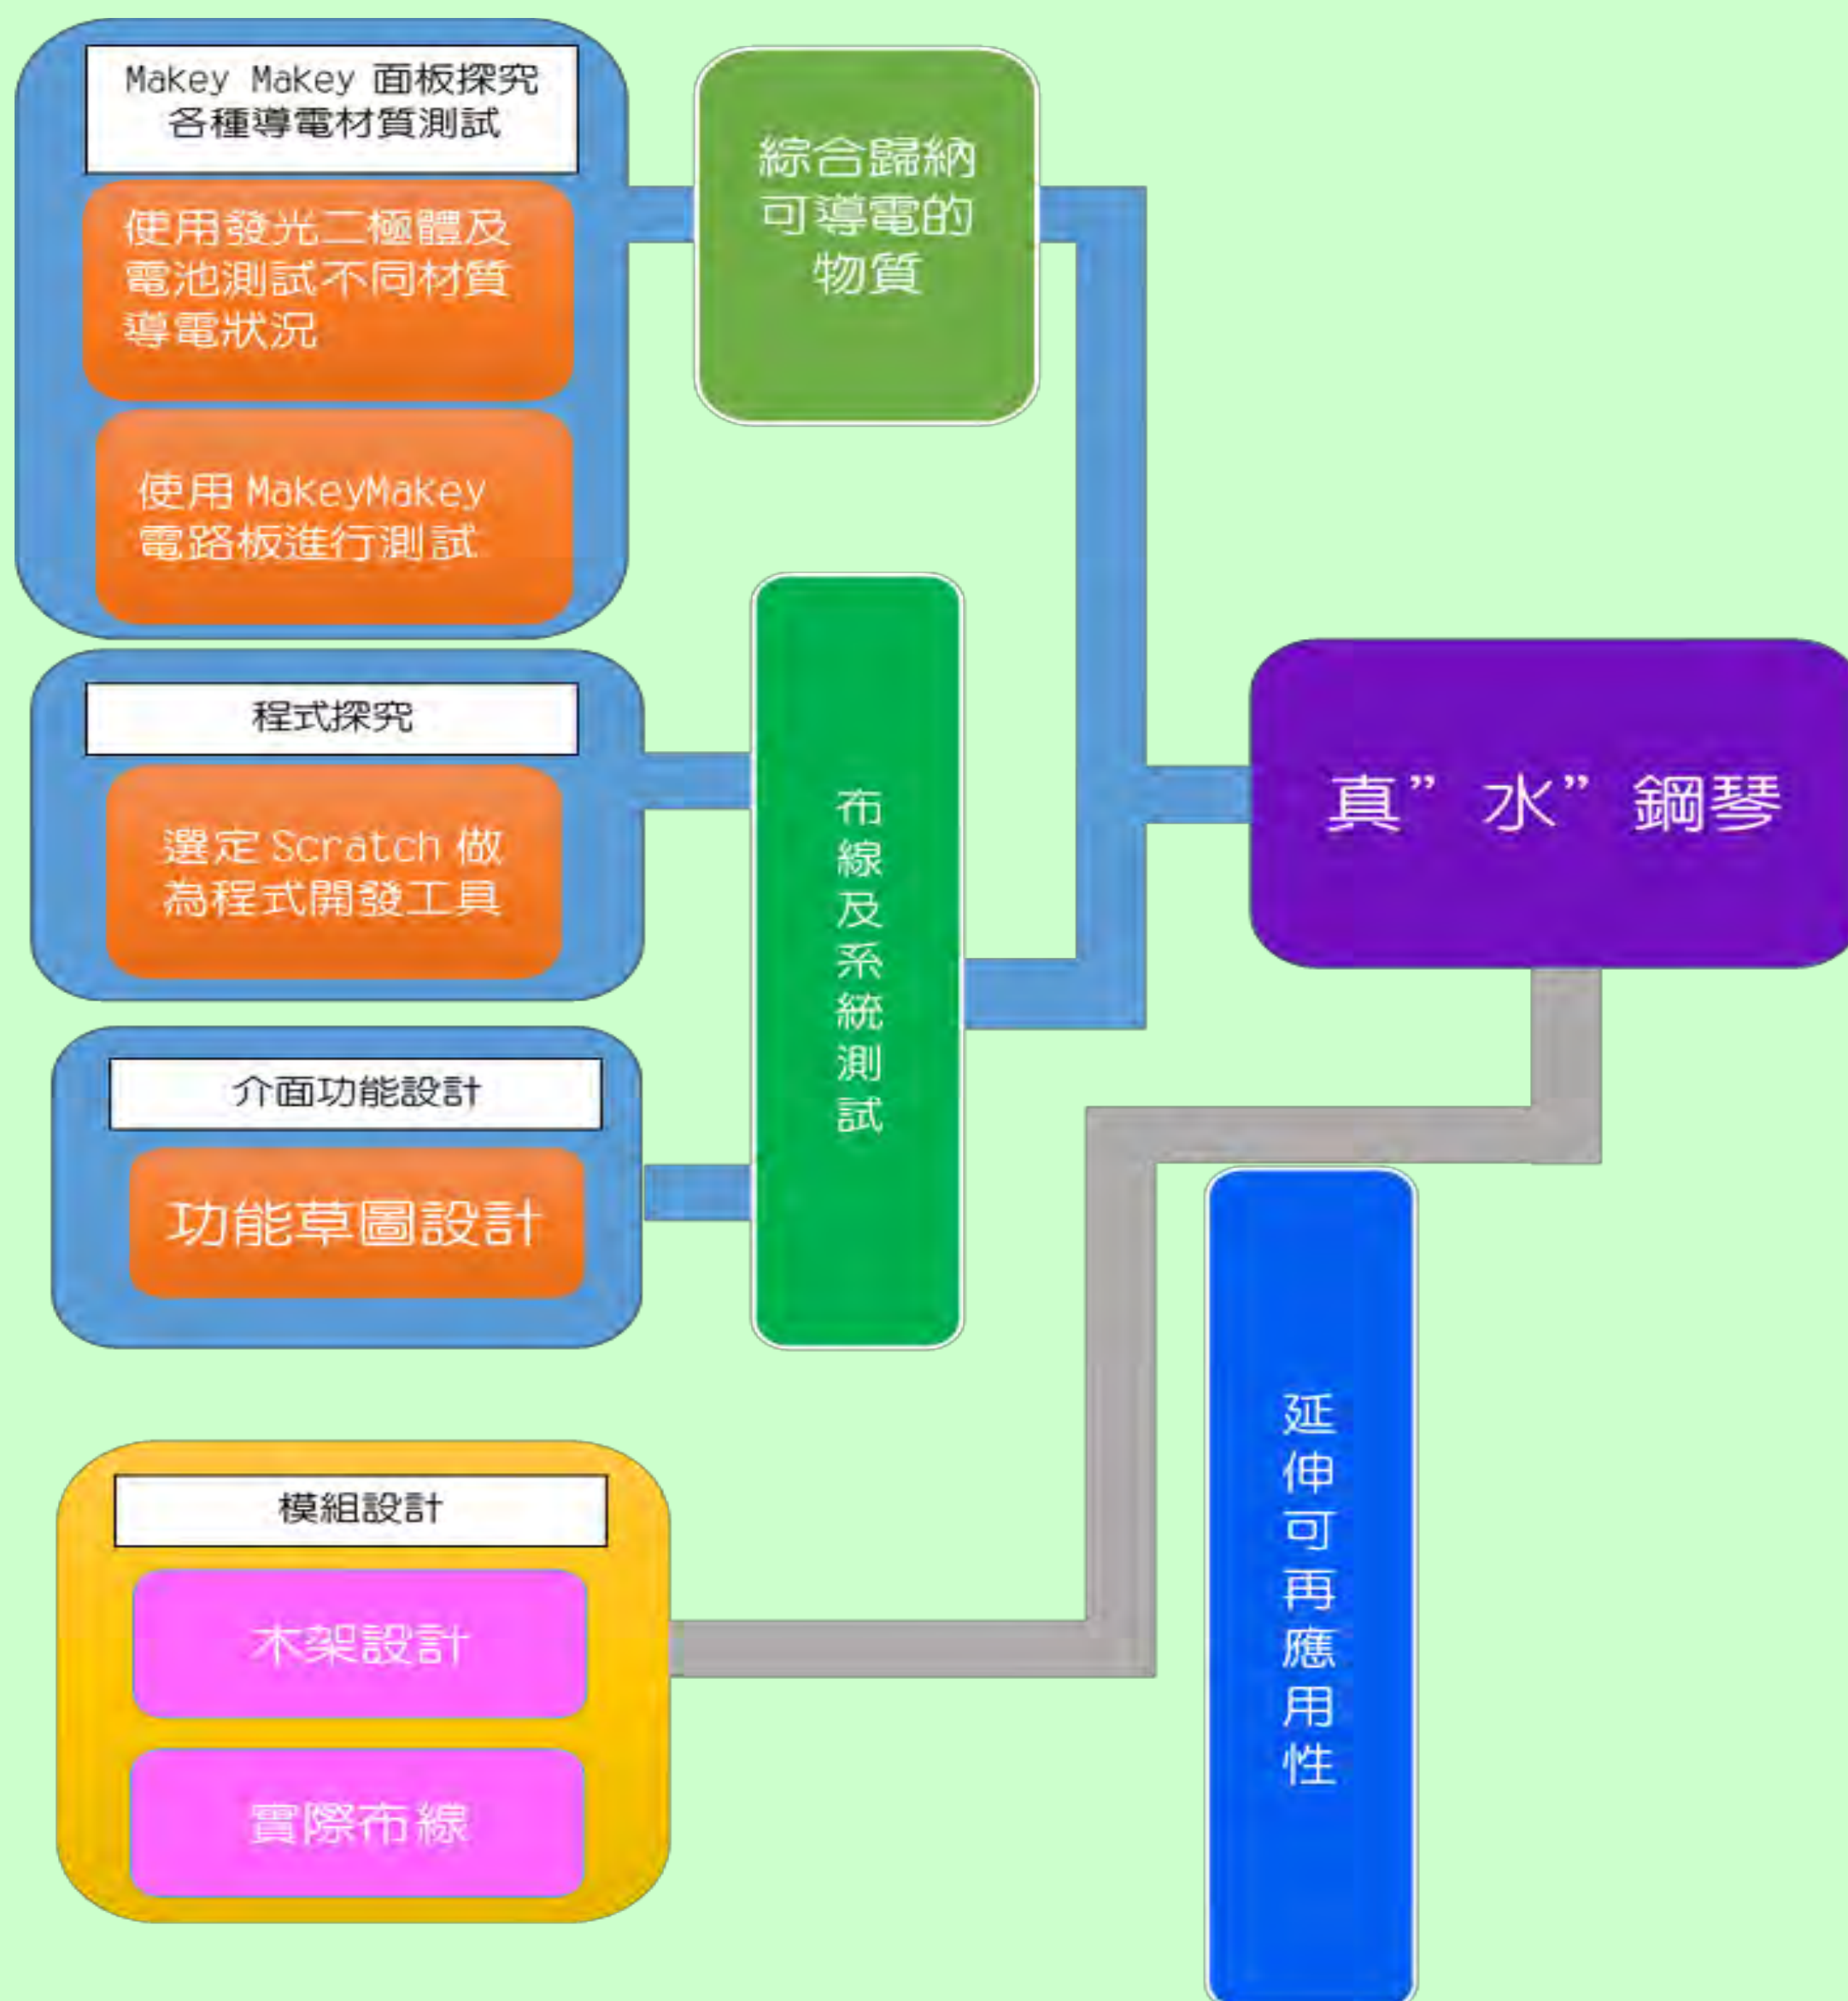 Makey Makey 面板探究
各種導電材質測試
使用發光二極體及
電池測試不同材質
導電狀況
使用 MakeyMakey
電路板進行測試
綜合歸納
可導電的
物質
程式探究
選定 Scratch 做
為程式開發工具
介面功能設計
功能草圖設計
布線及系統測試
真”水”鋼琴
模組設計
木架設計
實際布線
延伸可再應用性